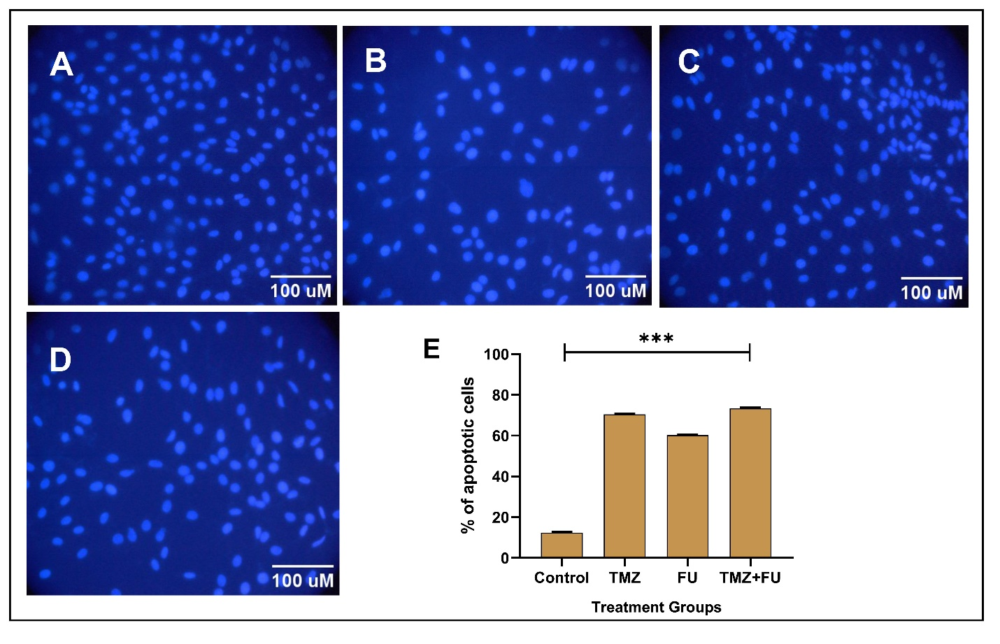 A
100 uM
B
100 uM
C
100 uM
D
100 uM
E
***
% of apoptotic cells
100
80
60
40
20
0
Control TMZ FU TMZ+FU
Treatment Groups